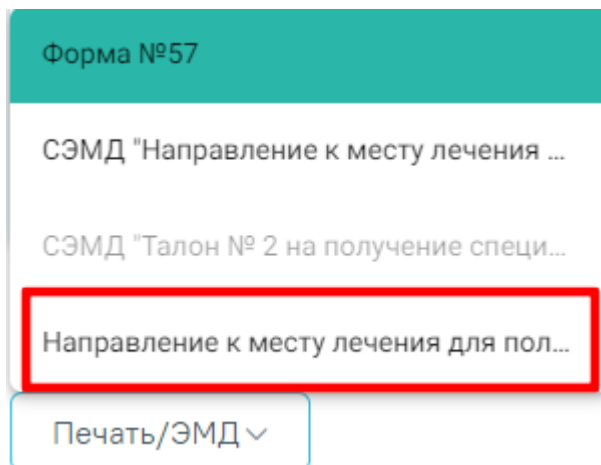 Форма №57
СЭМД "Направление к месту лечения ...
СЭМД "Талон № 2 на получение специ...
Направление к месту лечения для пол...
Печать/ЭМД